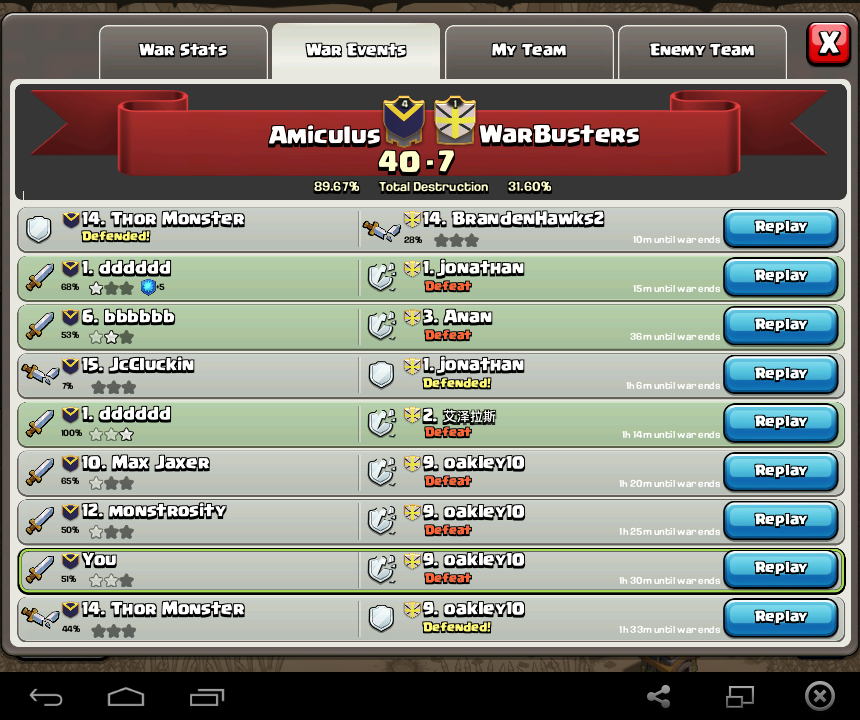 War Stats
War Events
My Team
Enemy Team
X
4
1
Amiculus
WarBusters
40 - 7
89.67% Total Destruction 31.60%
14. Thor Monster
Defended!
14. BrandenHawks2
28%
10m until war ends
Replay
1. dddddd
68%
+5
1. jonathan
Defeat
15m until war ends
Replay
6. bbbbbb
53%
3. Anan
Defeat
36m until war ends
Replay
15. JcCluckin
7%
1. jonathan
Defended!
1h 6m until war ends
Replay
1. dddddd
100%
2. 艾泽拉斯
Defeat
1h 14m until war ends
Replay
10. Max Jaxer
65%
9. oakley10
Defeat
1h 20m until war ends
Replay
12. monstrosity
50%
9. oakley10
Defeat
1h 25m until war ends
Replay
You
51%
9. oakley10
Defeat
1h 30m until war ends
Replay
14. Thor Monster
44%
9. oakley10
Defended!
1h 33m until war ends
Replay